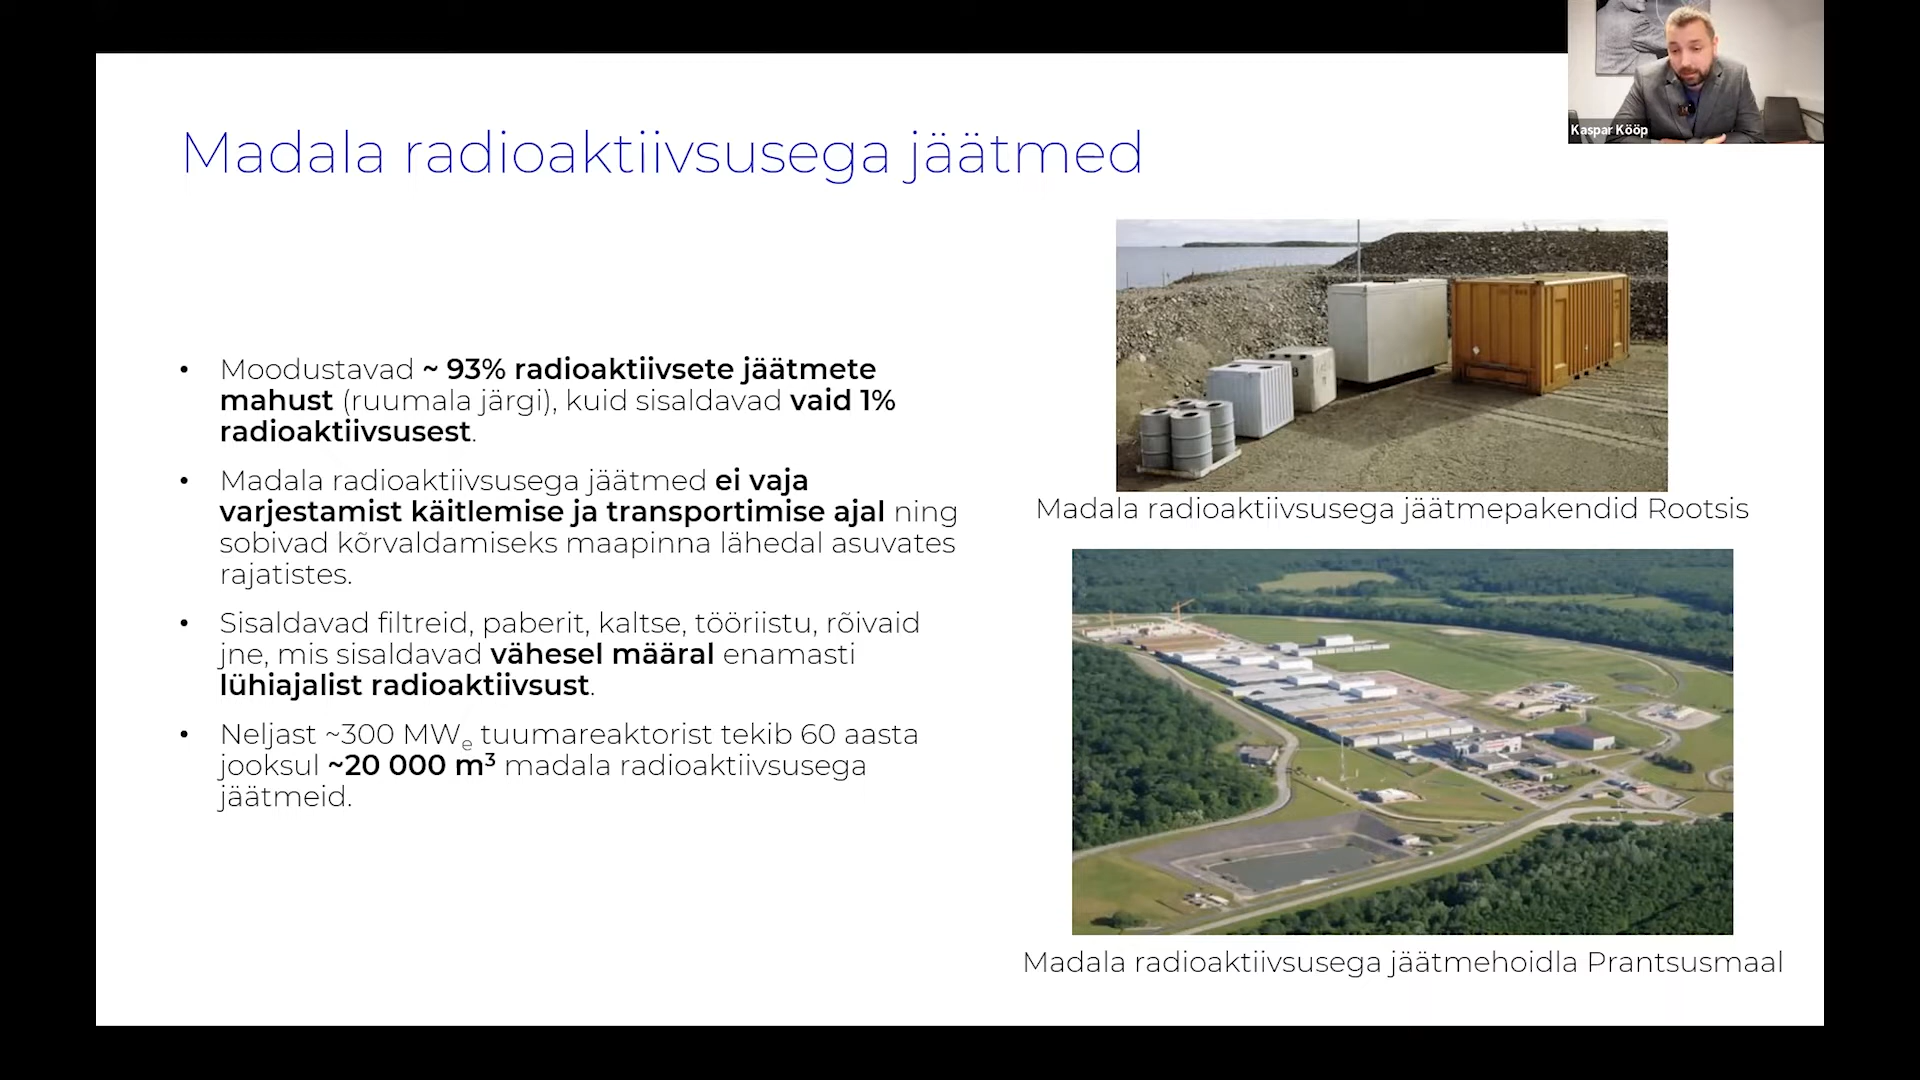 Kaspar Kööp
Madala radioaktiivsusega jäätmed
• Moodustavad ~ 93% radioaktiivsete jäätmete
mahust (ruumala järgi), kuid sisaldavad vaid 1%
radioaktiivsusest.
• Madala radioaktiivsusega jäätmed ei vaja
varjestamist käitlemise ja transportimise ajal ning
sobivad kõrvaldamiseks maapinna lähedal asuvates
rajatistes.
• Sisaldavad filtreid, paberit, kaltse, tööriistu, rõivaid
jne, mis sisaldavad vähesel määral enamasti
lühiajalist radioaktiivsust.
• Neljast ~300 MWₑ tuumareaktorist tekib 60 aasta
jooksul ~20 000 m³ madala radioaktiivsusega
jäätmeid.
Madala radioaktiivsusega jäätmepakendid Rootsis
Madala radioaktiivsusega jäätmehoidla Prantsusmaal